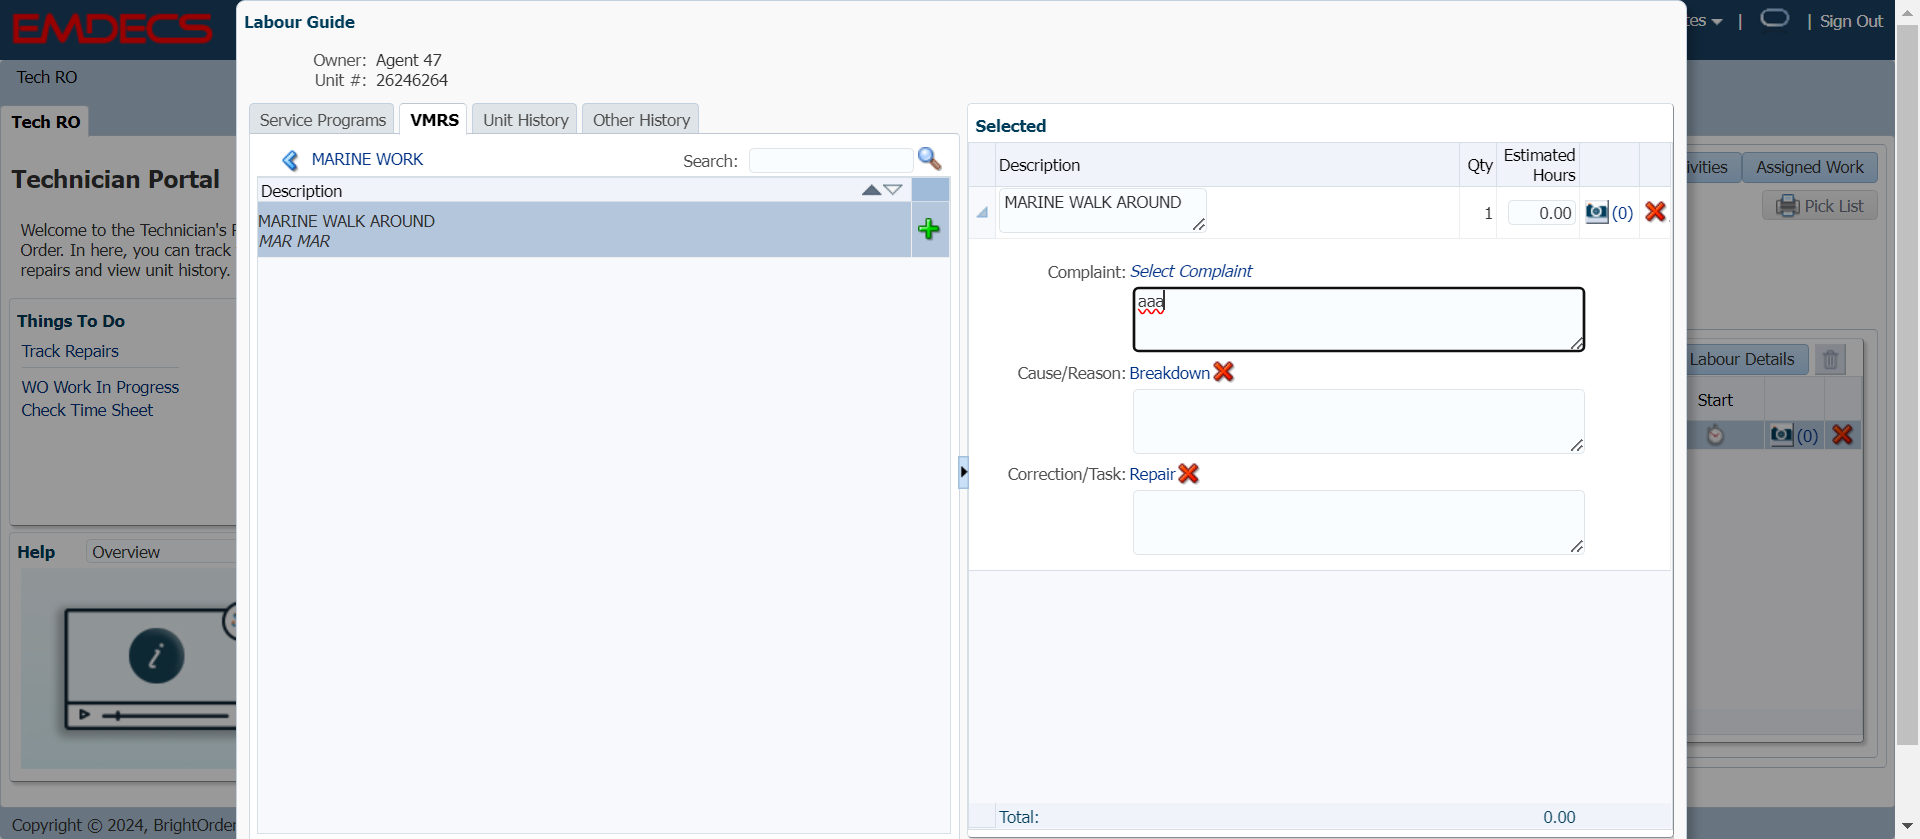 EMDECS
Tech RO
Tech RO
Technician Portal
Welcome to the Technician's
Order. In here, you can track
repairs and view unit history.
Things To Do
Track Repairs
WO Work In Progress
Check Time Sheet
Help
Overview
i
Copyright © 2024, BrightOrder
Labour Guide
Owner: Agent 47
Unit #: 26246264
Service Programs
VMRS
Unit History
Other History
MARINE WORK
Search:
Description
MARINE WALK AROUND
MAR MAR
Selected
Description
Qty
Estimated
Hours
MARINE WALK AROUND
1
0.00
(0)
Complaint: Select Complaint
aaa
Cause/Reason: Breakdown
Correction/Task: Repair
Total:
0.00
| | Sign Out
Assigned Work
Pick List
Labour Details
Start
(0)